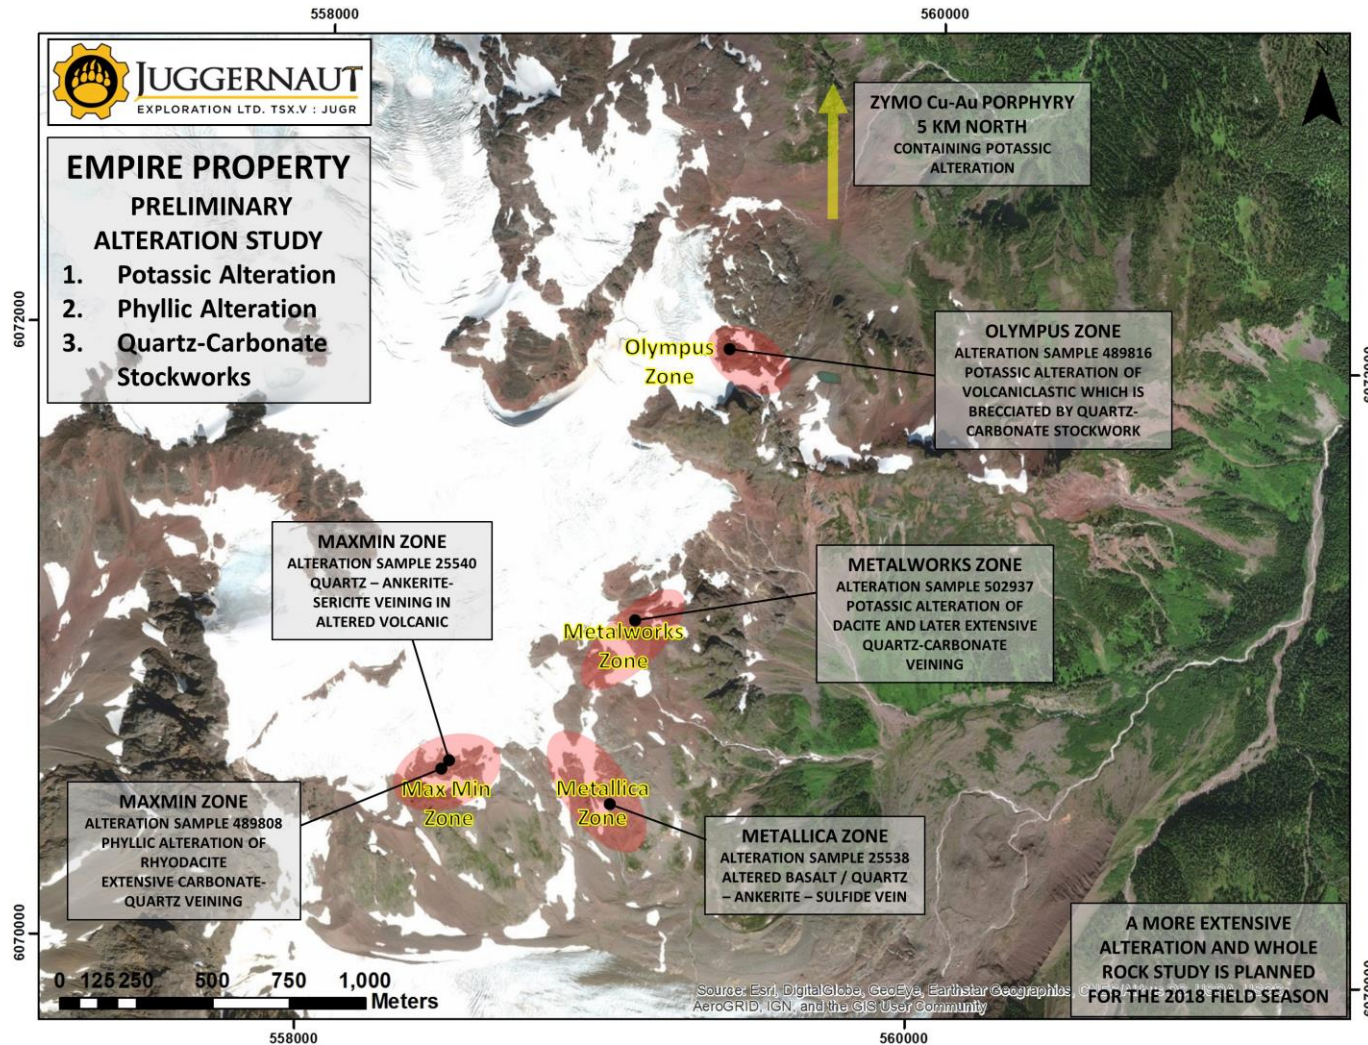 558000
560000
JUGGERNAUT
EXPLORATION LTD. TSX.V : JUGR
EMPIRE PROPERTY
PRELIMINARY
ALTERATION STUDY
1. Potassic Alteration
2. Phyllic Alteration
3. Quartz-Carbonate
Stockworks
ZYMO Cu-Au PORPHYRY
5 KM NORTH
CONTAINING POTASSIC
ALTERATION
N
6072000
6072000
Olympus
Zone
OLYMPUS ZONE
ALTERATION SAMPLE 489816
POTASSIC ALTERATION OF
VOLCANICLASTIC WHICH IS
BRECCIATED BY QUARTZ-
CARBONATE STOCKWORK
MAXMIN ZONE
ALTERATION SAMPLE 25540
QUARTZ – ANKERITE-
SERICITE VEINING IN
ALTERED VOLCANIC
METALWORKS ZONE
ALTERATION SAMPLE 502937
POTASSIC ALTERATION OF
DACITE AND LATER EXTENSIVE
QUARTZ-CARBONATE
VEINING
Metalworks
Zone
Max Min
Zone
Metallica
Zone
MAXMIN ZONE
ALTERATION SAMPLE 489808
PHYLLIC ALTERATION OF
RHYODACITE
EXTENSIVE CARBONATE-
QUARTZ VEINING
METALLICA ZONE
ALTERATION SAMPLE 25538
ALTERED BASALT / QUARTZ
– ANKERITE – SULFIDE VEIN
A MORE EXTENSIVE
ALTERATION AND WHOLE
ROCK STUDY IS PLANNED
FOR THE 2018 FIELD SEASON
6070000
6070000
0 125 250 500 750 1,000
Meters
Source: Esri, DigitalGlobe, GeoEye, Earthstar Geographics,
AeroGRID, IGN, and the GIS User Community
558000
560000